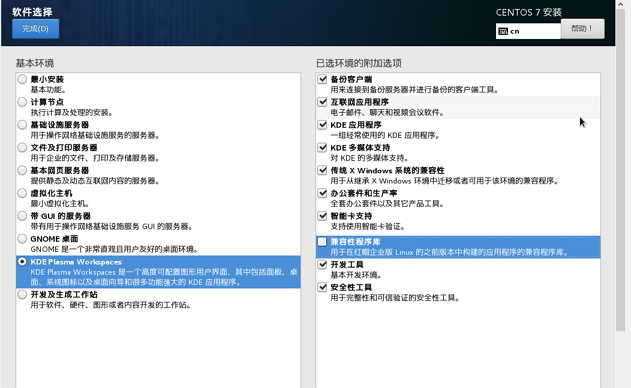 软件选择
CENTOS 7 安装
完成(D)
cn
帮助！
基本环境
已选环境的附加选项
最小安装
基本功能。
计算节点
执行计算及处理的安装。
基础设施服务器
用于操作网络基础设施服务的服务器。
文件及打印服务器
用于企业的文件、打印及存储服务器。
基本网页服务器
提供静态及动态互联网内容的服务器。
虚拟化主机
最小虚拟化主机。
带 GUI 的服务器
带有用于操作网络基础设施服务 GUI 的服务器。
GNOME 桌面
GNOME 是一个非常直观且用户友好的桌面环境。
KDE Plasma Workspaces
KDE Plasma Workspaces 是一个高度可配置图形用户界面，其中包括面板、桌
面、系统图标以及桌面向导和很多功能强大的 KDE 应用程序。
开发及生成工作站
用于软件、硬件、图形或者内容开发的工作站。
备份客户端
用来连接到备份服务器并进行备份的客户端工具。
互联网应用程序
电子邮件、聊天和视频会议软件。
KDE 应用程序
一组经常使用的 KDE 应用程序。
KDE 多媒体支持
对 KDE 的多媒体支持。
传统 X Windows 系统的兼容性
用于从继承 X Windows 环境中迁移或者可用于该环境的兼容程序。
办公套件和生产率
全套办公套件以及其它产品工具。
智能卡支持
支持使用智能卡验证。
兼容性程序库
用于在红帽企业版 Linux 的之前版本中构建的应用程序的兼容程序库。
开发工具
基本开发环境。
安全性工具
用于完整性和可信验证的安全性工具。